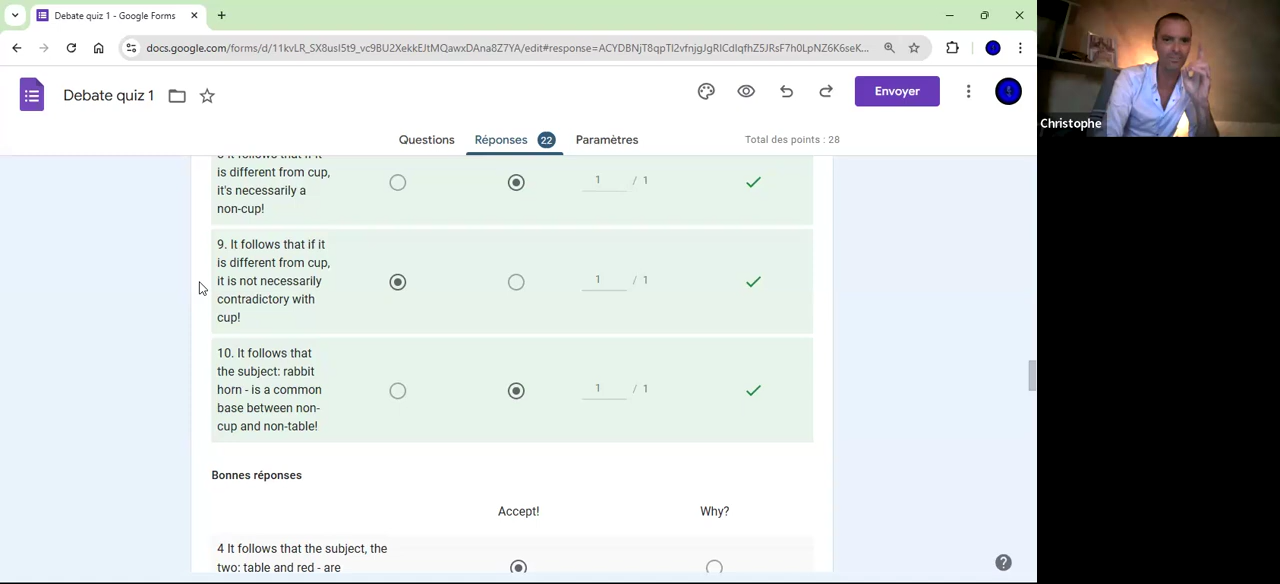 Debate quiz 1 - Google Forms
docs.google.com/forms/d/11kvLR_SX8usI5t9_vc9BU2XekkEJtMQawxDAna8Z7YA/edit#response=ACYDBNjT8qpTl2vfnjgJgRlCdIqfhZ5JRsF7h0LpNZ6K6seK...
Debate quiz 1
Envoyer
Questions Réponses 22 Paramètres Total des points : 28
is different from cup,
it's necessarily a
non-cup!
1 / 1
9. It follows that if it
is different from cup,
it is not necessarily
contradictory with
cup!
1 / 1
10. It follows that
the subject: rabbit
horn - is a common
base between non-
cup and non-table!
1 / 1
Bonnes réponses
Accept! Why?
4 It follows that the subject, the
two: table and red - are
Christophe